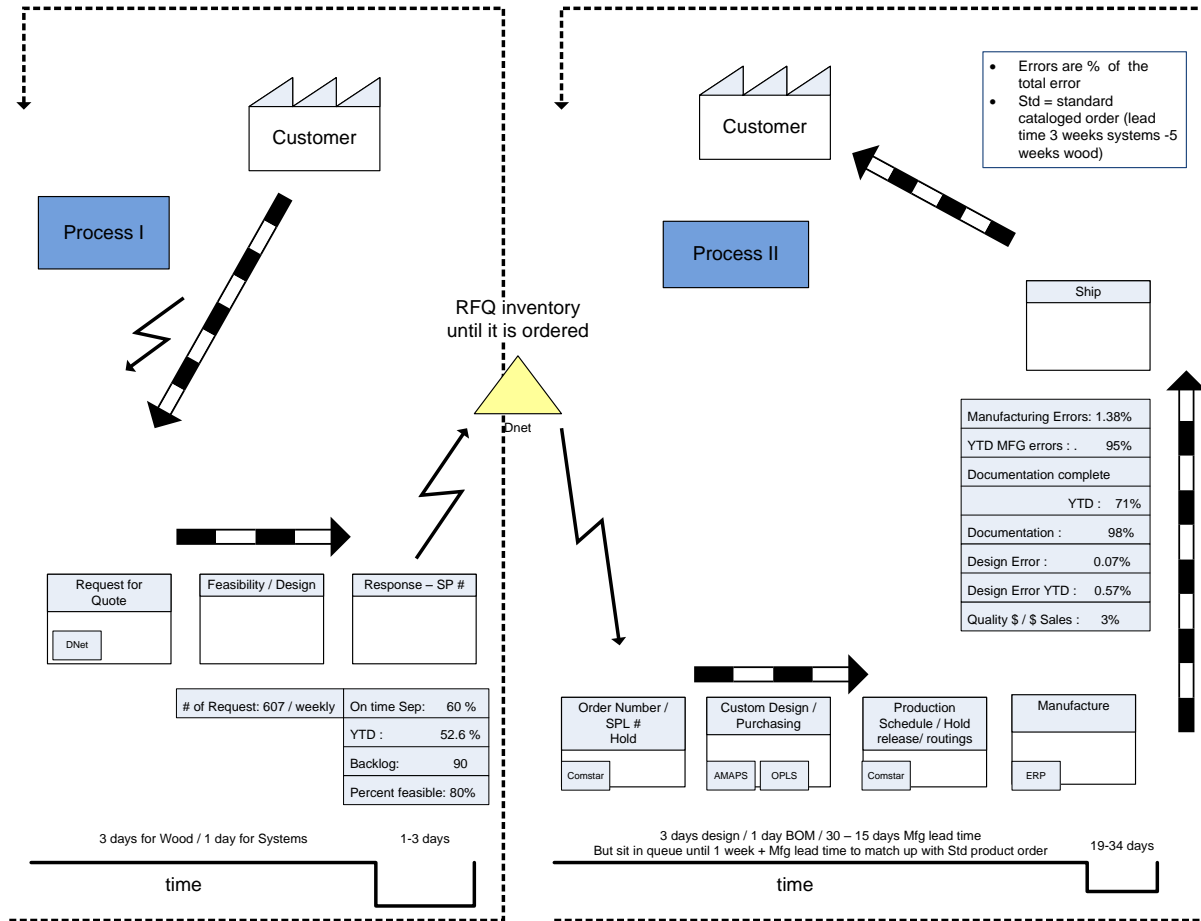 Customer
Process I
RFQ inventory
until it is ordered
Dnet
Request for
Quote
DNet
Feasibility / Design
Response – SP #
# of Request: 607 / weekly
On time Sep: 60 %
YTD : 52.6 %
Backlog: 90
Percent feasible: 80%
3 days for Wood / 1 day for Systems
1-3 days
time
Customer
Process II
• Errors are % of the
total error
• Std = standard
cataloged order (lead
time 3 weeks systems -5
weeks wood)
Ship
Manufacturing Errors: 1.38%
YTD MFG errors : . 95%
Documentation complete
YTD : 71%
Documentation : 98%
Design Error : 0.07%
Design Error YTD : 0.57%
Quality $ / $ Sales : 3%
Order Number /
SPL #
Hold
Comstar
Custom Design /
Purchasing
AMAPS
OPLS
Production
Schedule / Hold
release/ routings
Comstar
Manufacture
ERP
3 days design / 1 day BOM / 30 – 15 days Mfg lead time
But sit in queue until 1 week + Mfg lead time to match up with Std product order
19-34 days
time